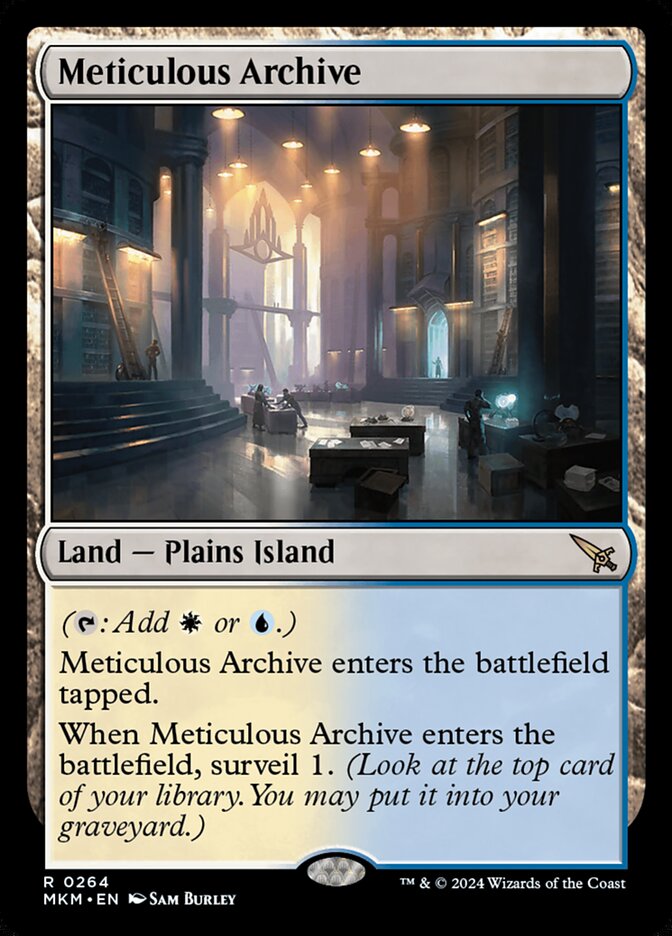 Meticulous Archive
Land — Plains Island
(: Add or .)
Meticulous Archive enters the battlefield
tapped.
When Meticulous Archive enters the
battlefield, surveil 1. (Look at the top card
of your library. You may put it into your
graveyard.)
R 0264
MKM • EN Sam Burley
™ & © 2024 Wizards of the Coast